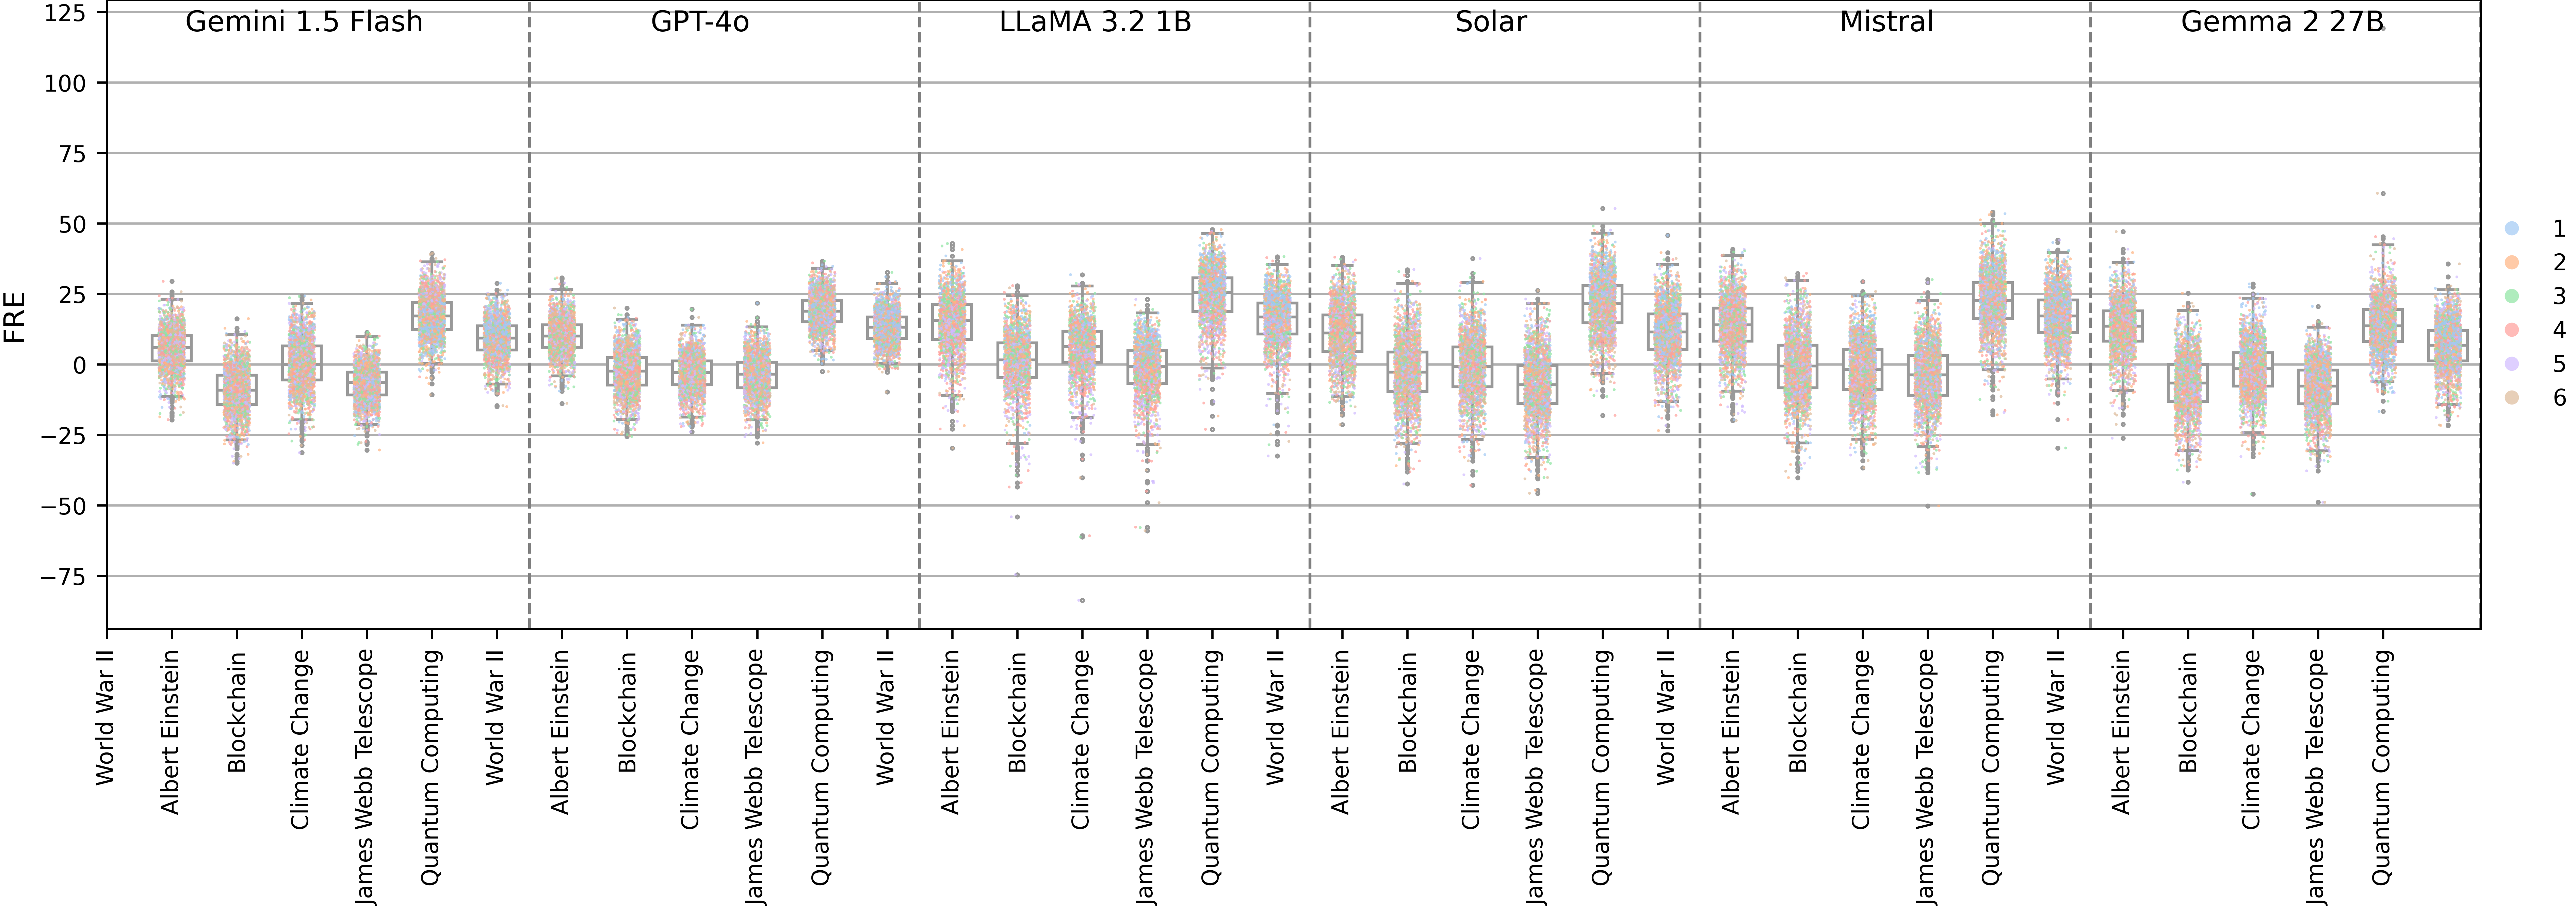 Gemini 1.5 Flash
GPT-4o
LLaMA 3.2 1B
Solar
Mistral
Gemma 2 27B
FRE
125
100
75
50
25
0
−25
−50
−75
World War II
Albert Einstein
Blockchain
Climate Change
James Webb Telescope
Quantum Computing
World War II
Albert Einstein
Blockchain
Climate Change
James Webb Telescope
Quantum Computing
World War II
Albert Einstein
Blockchain
Climate Change
James Webb Telescope
Quantum Computing
World War II
Albert Einstein
Blockchain
Climate Change
James Webb Telescope
Quantum Computing
World War II
Albert Einstein
Blockchain
Climate Change
James Webb Telescope
Quantum Computing
World War II
Albert Einstein
Blockchain
Climate Change
James Webb Telescope
Quantum Computing
1
2
3
4
5
6